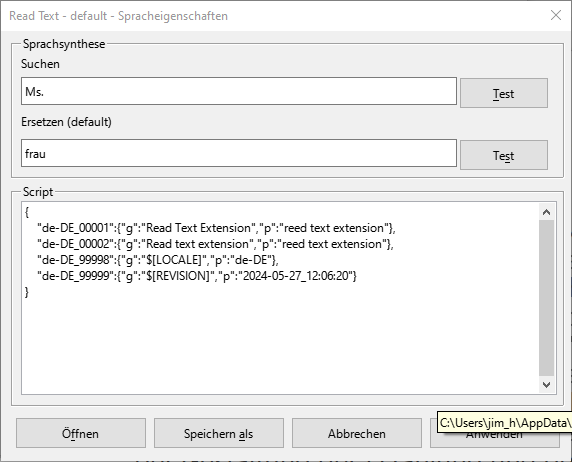 Read Text - default - Spracheigenschaften
Sprachsynthese
Suchen
Ms.
Test
Ersetzen (default)
frau
Test
Script
{
"de-DE_00001":{"g":"Read Text Extension","p":"reed text extension"},
"de-DE_00002":{"g":"Read text extension","p":"reed text extension"},
"de-DE_99998":{"g":"$[LOCALE]","p":"de-DE"},
"de-DE_99999":{"g":"$[REVISION]","p":"2024-05-27_12:06:20"}
}
C:\Users\jim_h\AppData\
Öffnen
Speichern als
Abbrechen
Anwenden